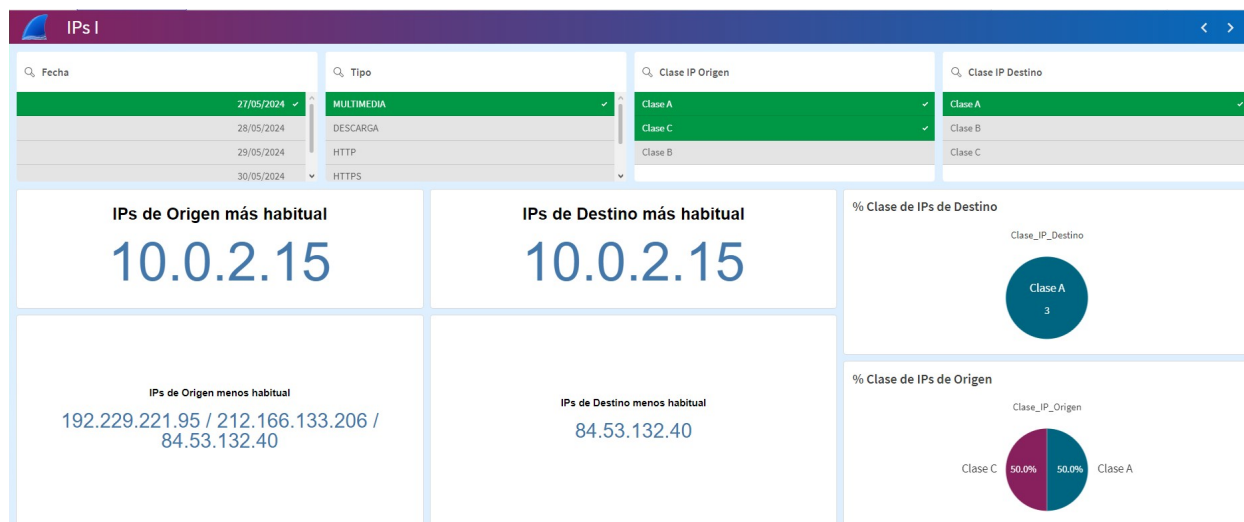 IPs I
Fecha
27/05/2024
28/05/2024
29/05/2024
30/05/2024
Tipo
MULTIMEDIA
DESCARGA
HTTP
HTTPS
Clase IP Origen
Clase A
Clase C
Clase B
Clase IP Destino
Clase A
Clase B
Clase C
IPs de Origen más habitual
10.0.2.15
IPs de Destino más habitual
10.0.2.15
% Clase de IPs de Destino
Clase_IP_Destino
Clase A
3
IPs de Origen menos habitual
192.229.221.95 / 212.166.133.206 /
84.53.132.40
IPs de Destino menos habitual
84.53.132.40
% Clase de IPs de Origen
Clase_IP_Origen
Clase C 50.0% 50.0% Clase A